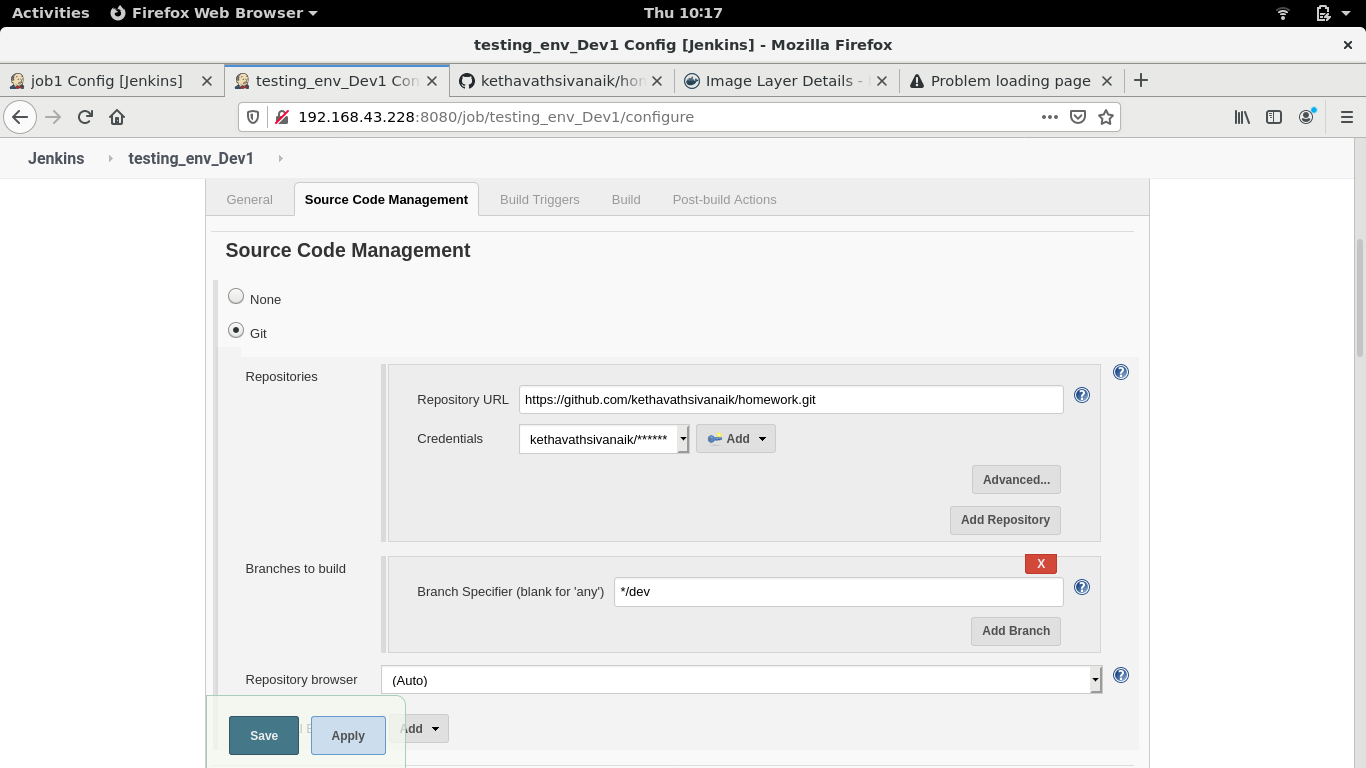 Activities Firefox Web Browser Thu 10:17
testing_env_Dev1 Config [Jenkins] - Mozilla Firefox
job1 Config [Jenkins] testing_env_Dev1 Con kethavathsivanaik/hor Image Layer Details - Problem loading page
192.168.43.228:8080/job/testing_env_Dev1/configure
Jenkins testing_env_Dev1
General Source Code Management Build Triggers Build Post-build Actions
Source Code Management
None
Git
Repositories
Repository URL https://github.com/kethavathsivanaik/homework.git
Credentials kethavathsivanaik/****** Add
Advanced...
Add Repository
Branches to build
X
Branch Specifier (blank for 'any') */dev
Add Branch
Repository browser (Auto)
Add
Save Apply